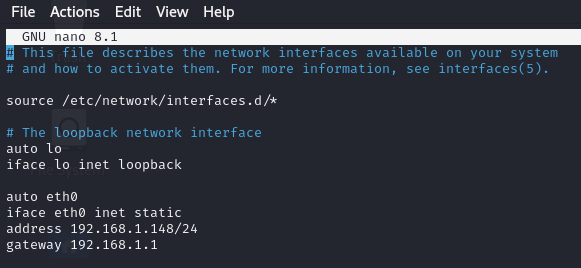 File Actions Edit View Help
GNU nano 8.1
# This file describes the network interfaces available on your system
# and how to activate them. For more information, see interfaces(5).
source /etc/network/interfaces.d/*
# The loopback network interface
auto lo
iface lo inet loopback
auto eth0
iface eth0 inet static
address 192.168.1.148/24
gateway 192.168.1.1